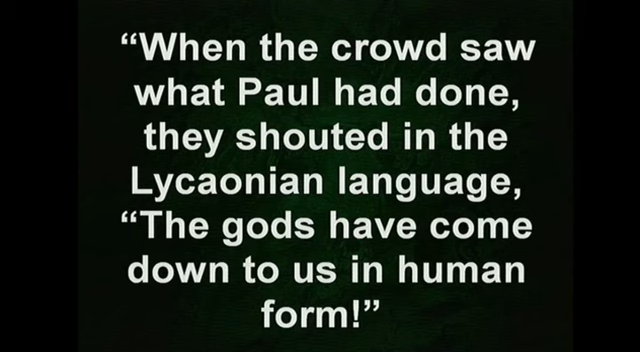 “When the crowd saw
what Paul had done,
they shouted in the
Lycaonian language,
“The gods have come
down to us in human
form!”